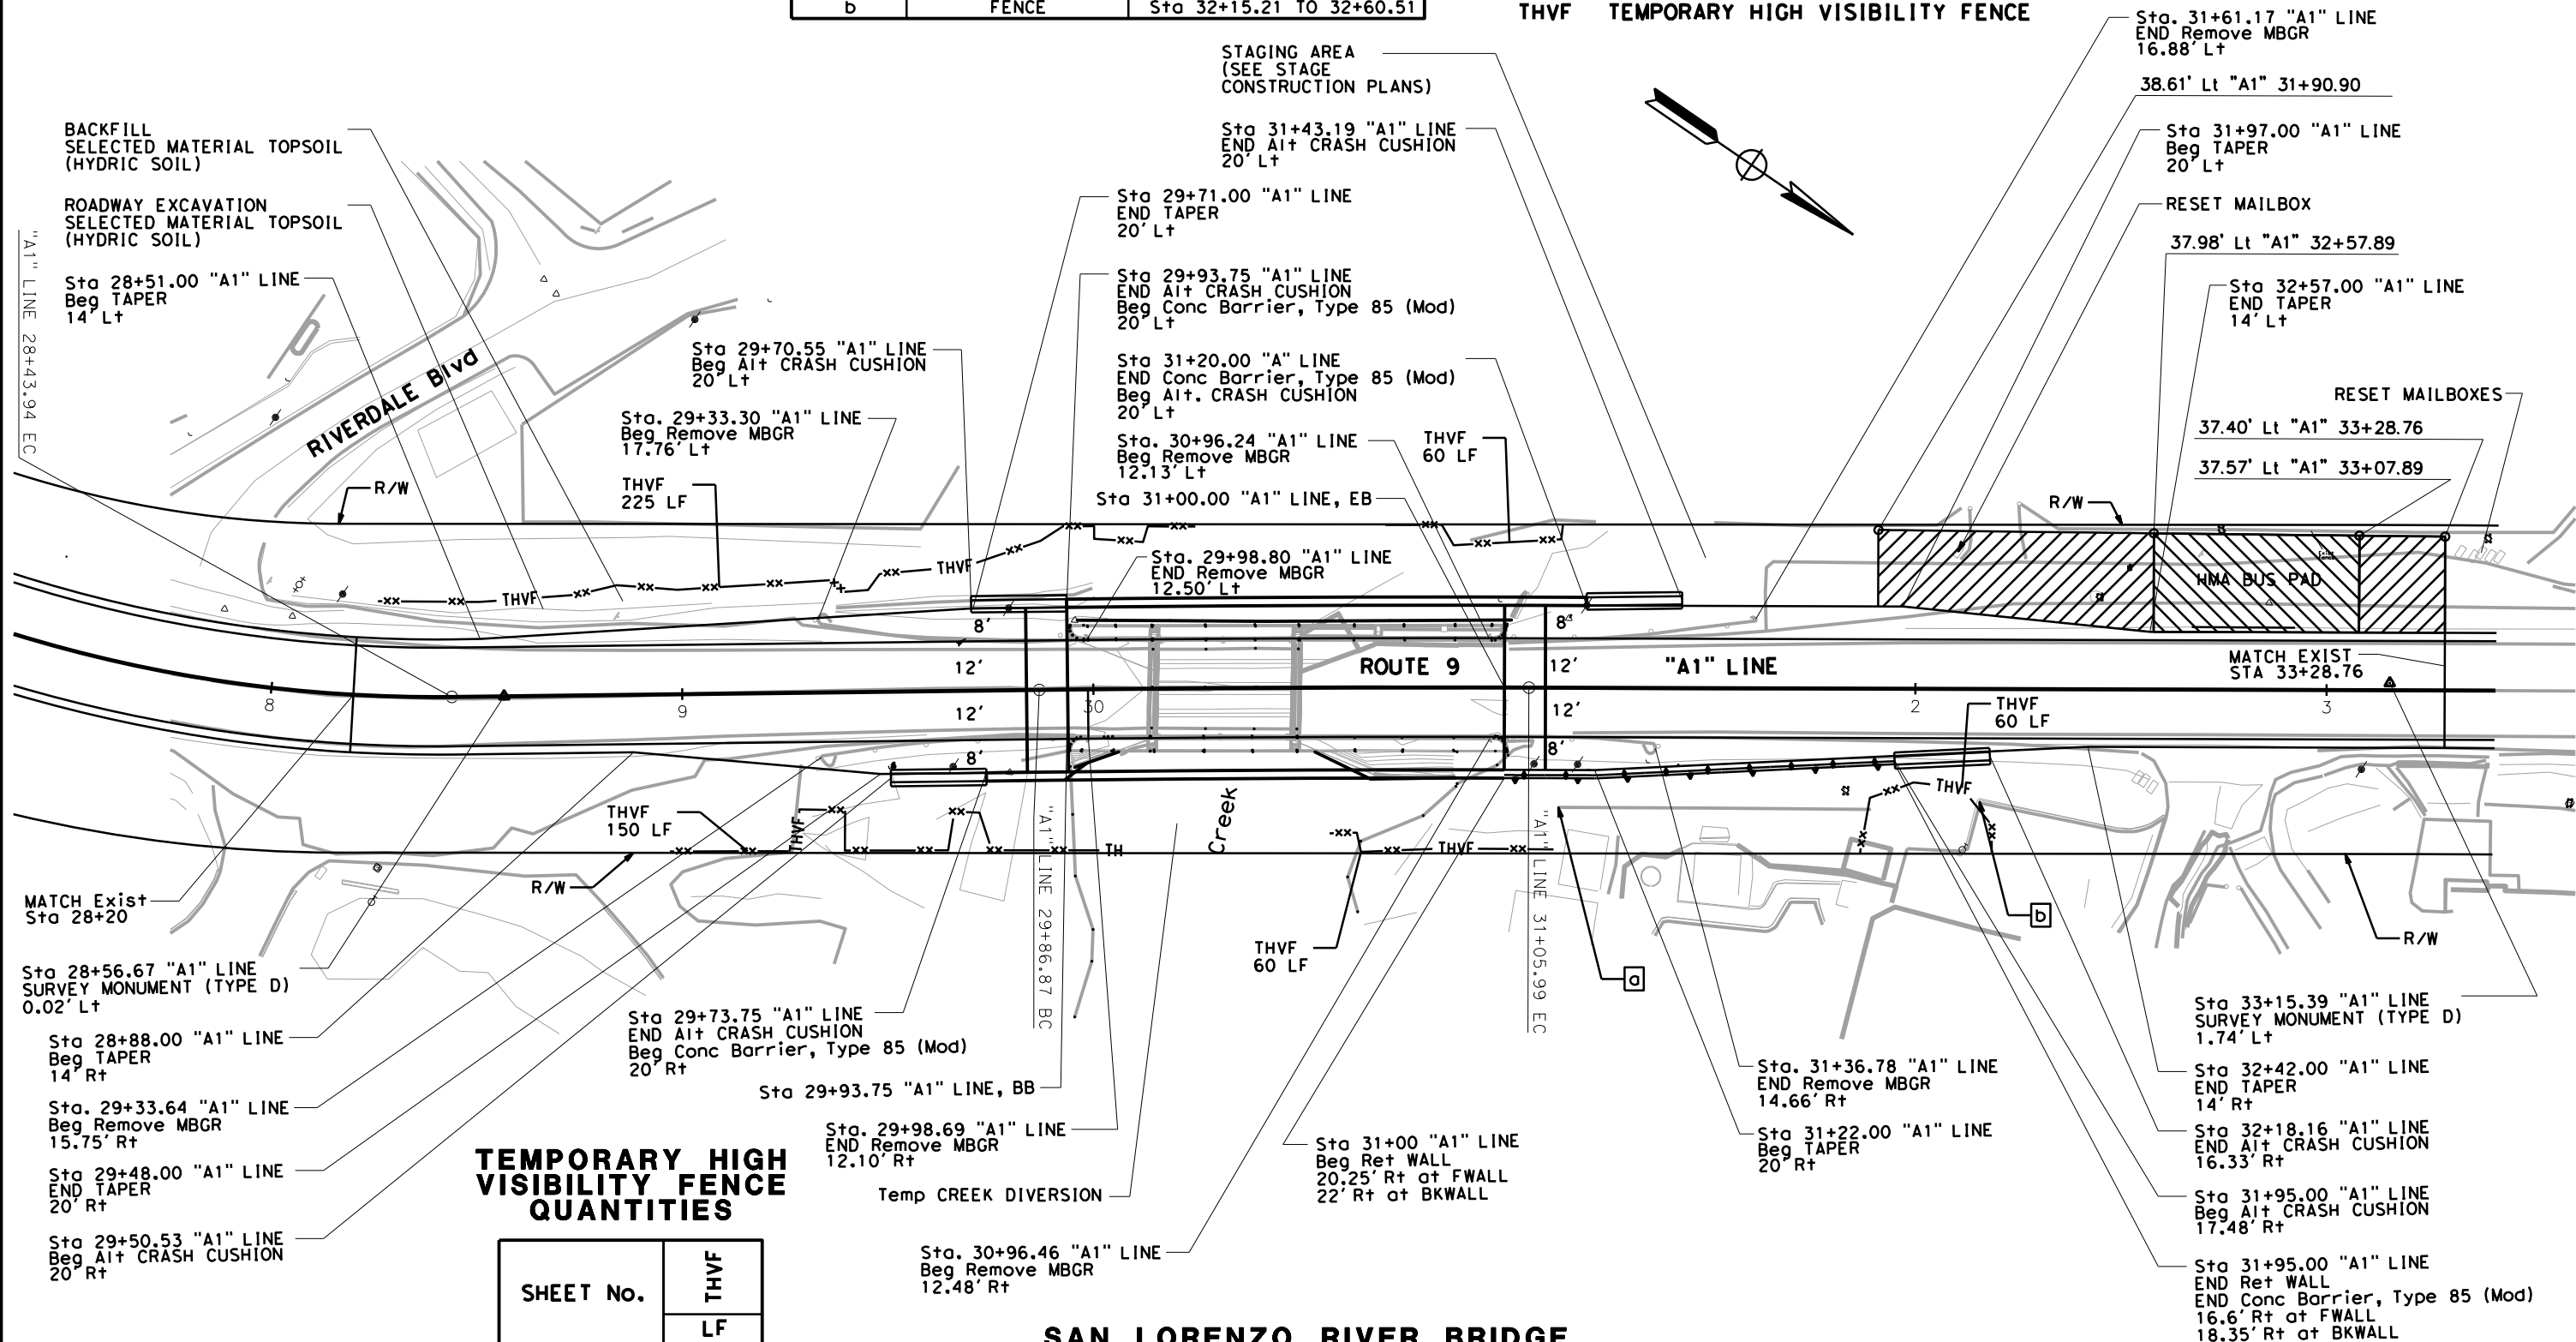 b FENCE Sta 32+15.21 TO 32+60.51
THVF TEMPORARY HIGH VISIBILITY FENCE
Sta. 31+61.17 "A1" LINE
END Remove MBGR
16.88' Lt
38.61' Lt "A1" 31+90.90
Sta 31+97.00 "A1" LINE
Beg TAPER
20' Lt
RESET MAILBOX
37.98' Lt "A1" 32+57.89
Sta 32+57.00 "A1" LINE
END TAPER
14' Lt
RESET MAILBOXES
37.40' Lt "A1" 33+28.76
37.57' Lt "A1" 33+07.89
STAGING AREA
(SEE STAGE
CONSTRUCTION PLANS)
Sta 31+43.19 "A1" LINE
END Alt CRASH CUSHION
20' Lt
Sta 29+71.00 "A1" LINE
END TAPER
20' Lt
Sta 29+93.75 "A1" LINE
END Alt CRASH CUSHION
Beg Conc Barrier, Type 85 (Mod)
20' Lt
Sta 31+20.00 "A" LINE
END Conc Barrier, Type 85 (Mod)
Beg Alt. CRASH CUSHION
20' Lt
Sta. 30+96.24 "A1" LINE
Beg Remove MBGR
12.13' Lt
Sta 31+00.00 "A1" LINE, EB
THVF
60 LF
Sta. 29+98.80 "A1" LINE
END Remove MBGR
12.50' Lt
BACKFILL
SELECTED MATERIAL TOPSOIL
(HYDRIC SOIL)
ROADWAY EXCAVATION
SELECTED MATERIAL TOPSOIL
(HYDRIC SOIL)
Sta 28+51.00 "A1" LINE
Beg TAPER
14' Lt
"A1" LINE 28+43.94 EC
RIVERDALE Blvd
Sta 29+70.55 "A1" LINE
Beg Alt CRASH CUSHION
20' Lt
Sta. 29+33.30 "A1" LINE
Beg Remove MBGR
17.76' Lt
THVF
225 LF
R/W
R/W
THVF
THVF
HMA BUS PAD
8'
8'
12'
12'
ROUTE 9
"A1" LINE
MATCH EXIST
STA 33+28.76
8
9
30
2
3
12'
12'
8'
8'
THVF
60 LF
THVF
THVF
150 LF
THVF
TH
Creek
THVF
R/W
R/W
THVF
60 LF
a
b
"A1" LINE 29+86.87 BC
"A1" LINE 31+05.99 EC
MATCH Exist
Sta 28+20
Sta 28+56.67 "A1" LINE
SURVEY MONUMENT (TYPE D)
0.02' Lt
Sta 28+88.00 "A1" LINE
Beg TAPER
14' Rt
Sta. 29+33.64 "A1" LINE
Beg Remove MBGR
15.75' Rt
Sta 29+48.00 "A1" LINE
END TAPER
20' Rt
Sta 29+50.53 "A1" LINE
Beg Alt CRASH CUSHION
20' Rt
Sta 29+73.75 "A1" LINE
END Alt CRASH CUSHION
Beg Conc Barrier, Type 85 (Mod)
20' Rt
Sta 29+93.75 "A1" LINE, BB
Sta. 29+98.69 "A1" LINE
END Remove MBGR
12.10' Rt
Temp CREEK DIVERSION
Sta. 30+96.46 "A1" LINE
Beg Remove MBGR
12.48' Rt
Sta 31+00 "A1" LINE
Beg Ret WALL
20.25' Rt at FWALL
22' Rt at BKWALL
Sta. 31+36.78 "A1" LINE
END Remove MBGR
14.66' Rt
Sta 31+22.00 "A1" LINE
Beg TAPER
20' Rt
Sta 33+15.39 "A1" LINE
SURVEY MONUMENT (TYPE D)
1.74' Lt
Sta 32+42.00 "A1" LINE
END TAPER
14' Rt
Sta 32+18.16 "A1" LINE
END Alt CRASH CUSHION
16.33' Rt
Sta 31+95.00 "A1" LINE
Beg Alt CRASH CUSHION
17.48' Rt
Sta 31+95.00 "A1" LINE
END Ret WALL
END Conc Barrier, Type 85 (Mod)
16.6' Rt at FWALL
18.35' Rt at BKWALL
TEMPORARY HIGH
VISIBILITY FENCE
QUANTITIES
SHEET No.
THVF
LF
SAN LORENZO RIVER BRIDGE